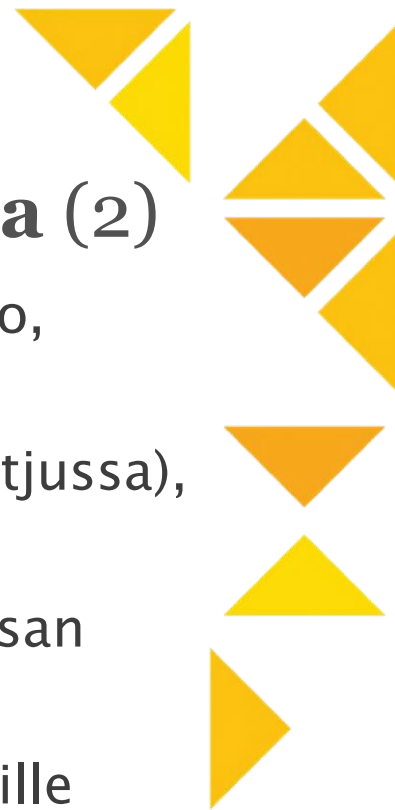 a (2)
o,
tjussa),
san
ille